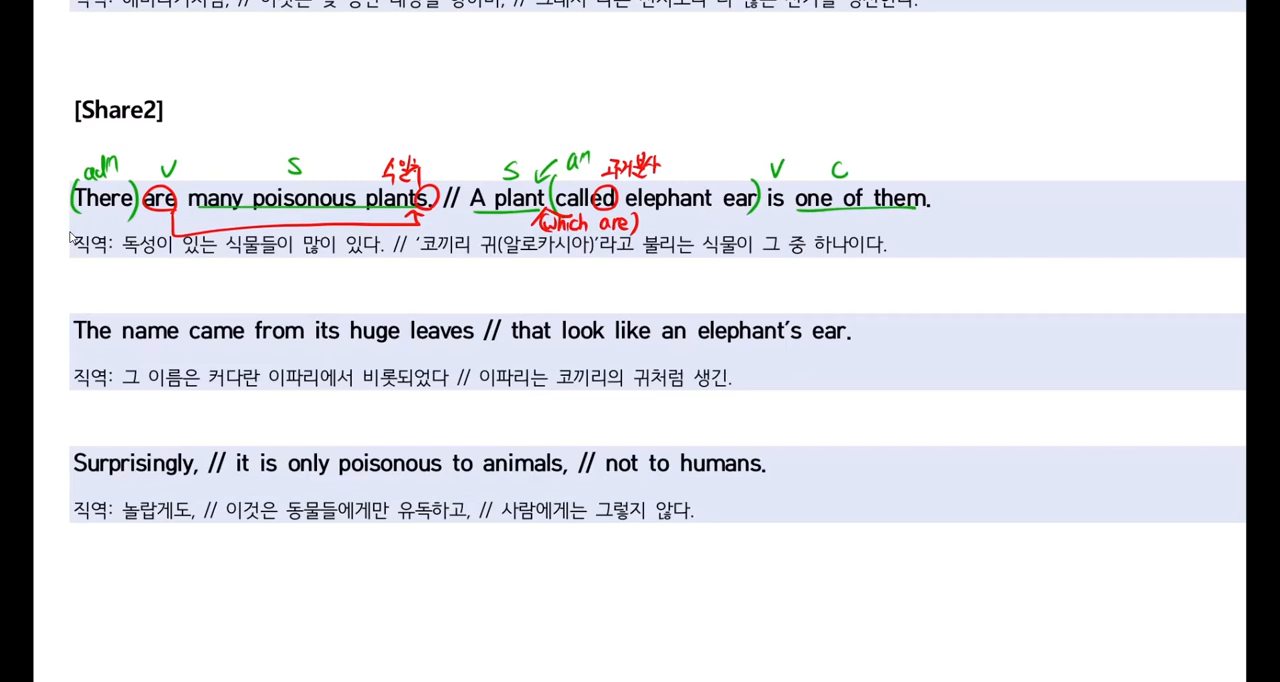 [Share2]
adv V S 수일치 S an 과거분사 V C
(There) are many poisonous plants. // A plant (called elephant ear) is one of them.
(which are)
직역: 독성이 있는 식물들이 많이 있다. // '코끼리 귀(알로카시아)'라고 불리는 식물이 그 중 하나이다.
The name came from its huge leaves // that look like an elephant's ear.
직역: 그 이름은 커다란 이파리에서 비롯되었다 // 이파리는 코끼리의 귀처럼 생긴.
Surprisingly, // it is only poisonous to animals, // not to humans.
직역: 놀랍게도, // 이것은 동물들에게만 유독하고, // 사람에게는 그렇지 않다.